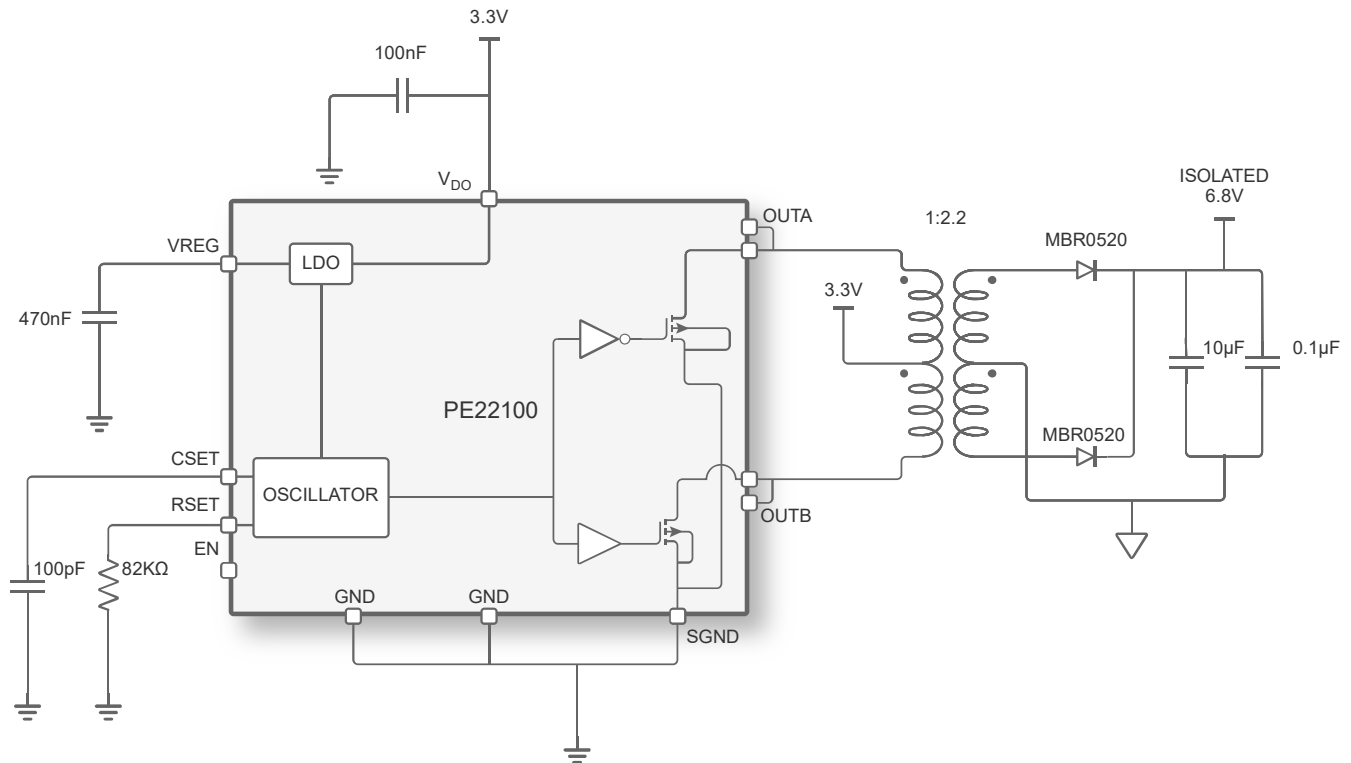 3.3V
100nF
VDO
VREG
LDO
470nF
OUTA
1:2.2
ISOLATED
6.8V
MBR0520
3.3V
10µF
0.1µF
PE22100
MBR0520
CSET
OSCILLATOR
RSET
OUTB
EN
100pF
82KΩ
GND
GND
SGND